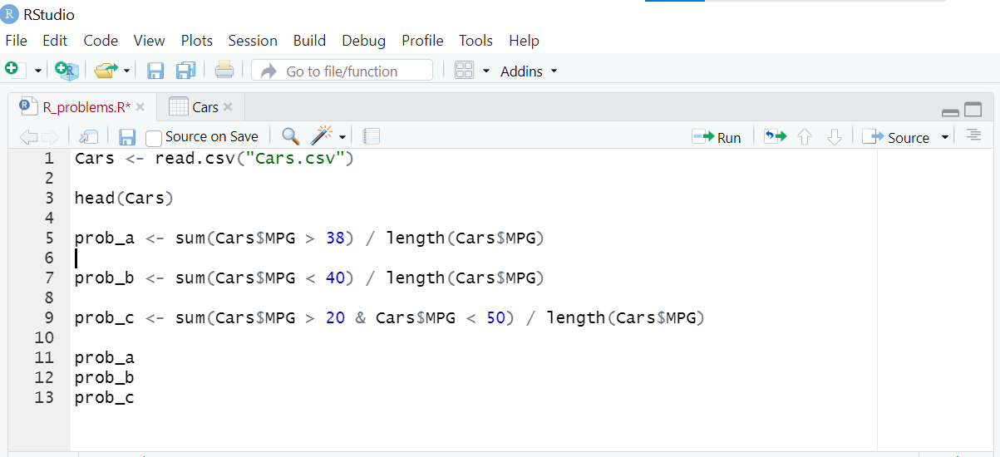 R RStudio
File Edit Code View Plots Session Build Debug Profile Tools Help
Go to file/function Addins
R_problems.R* Cars
Source on Save Run Source
1 Cars <- read.csv("Cars.csv")
2
3 head(Cars)
4
5 prob_a <- sum(Cars$MPG > 38) / length(Cars$MPG)
6
7 prob_b <- sum(Cars$MPG < 40) / length(Cars$MPG)
8
9 prob_c <- sum(Cars$MPG > 20 & Cars$MPG < 50) / length(Cars$MPG)
10
11 prob_a
12 prob_b
13 prob_c